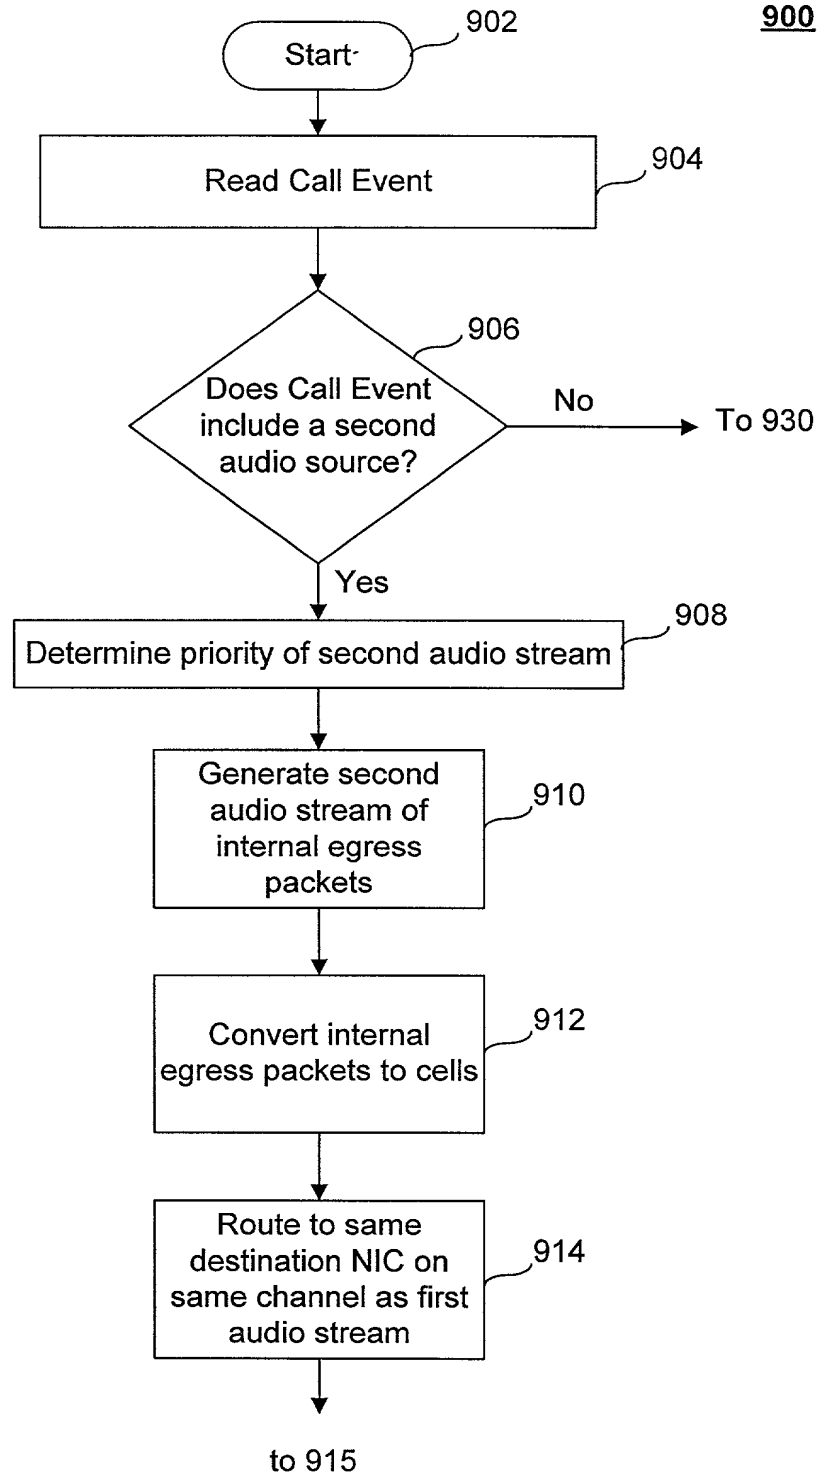 900
902
Start
904
Read Call Event
906
Does Call Event
include a second
audio source?
No
To 930
Yes
908
Determine priority of second audio stream
Generate second
audio stream of
internal egress
packets
910
Convert internal
egress packets to cells
912
Route to same
destination NIC on
same channel as first
audio stream
914
to 915